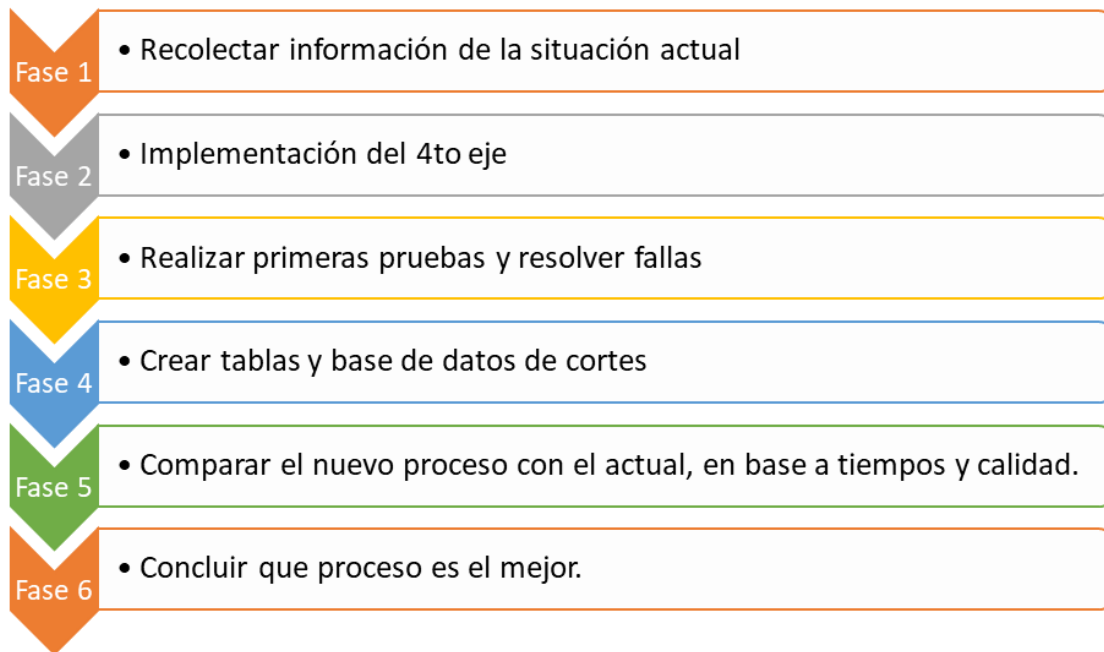 Fase 1
• Recolectar información de la situación actual
Fase 2
• Implementación del 4to eje
Fase 3
• Realizar primeras pruebas y resolver fallas
Fase 4
• Crear tablas y base de datos de cortes
Fase 5
• Comparar el nuevo proceso con el actual, en base a tiempos y calidad.
Fase 6
• Concluir que proceso es el mejor.